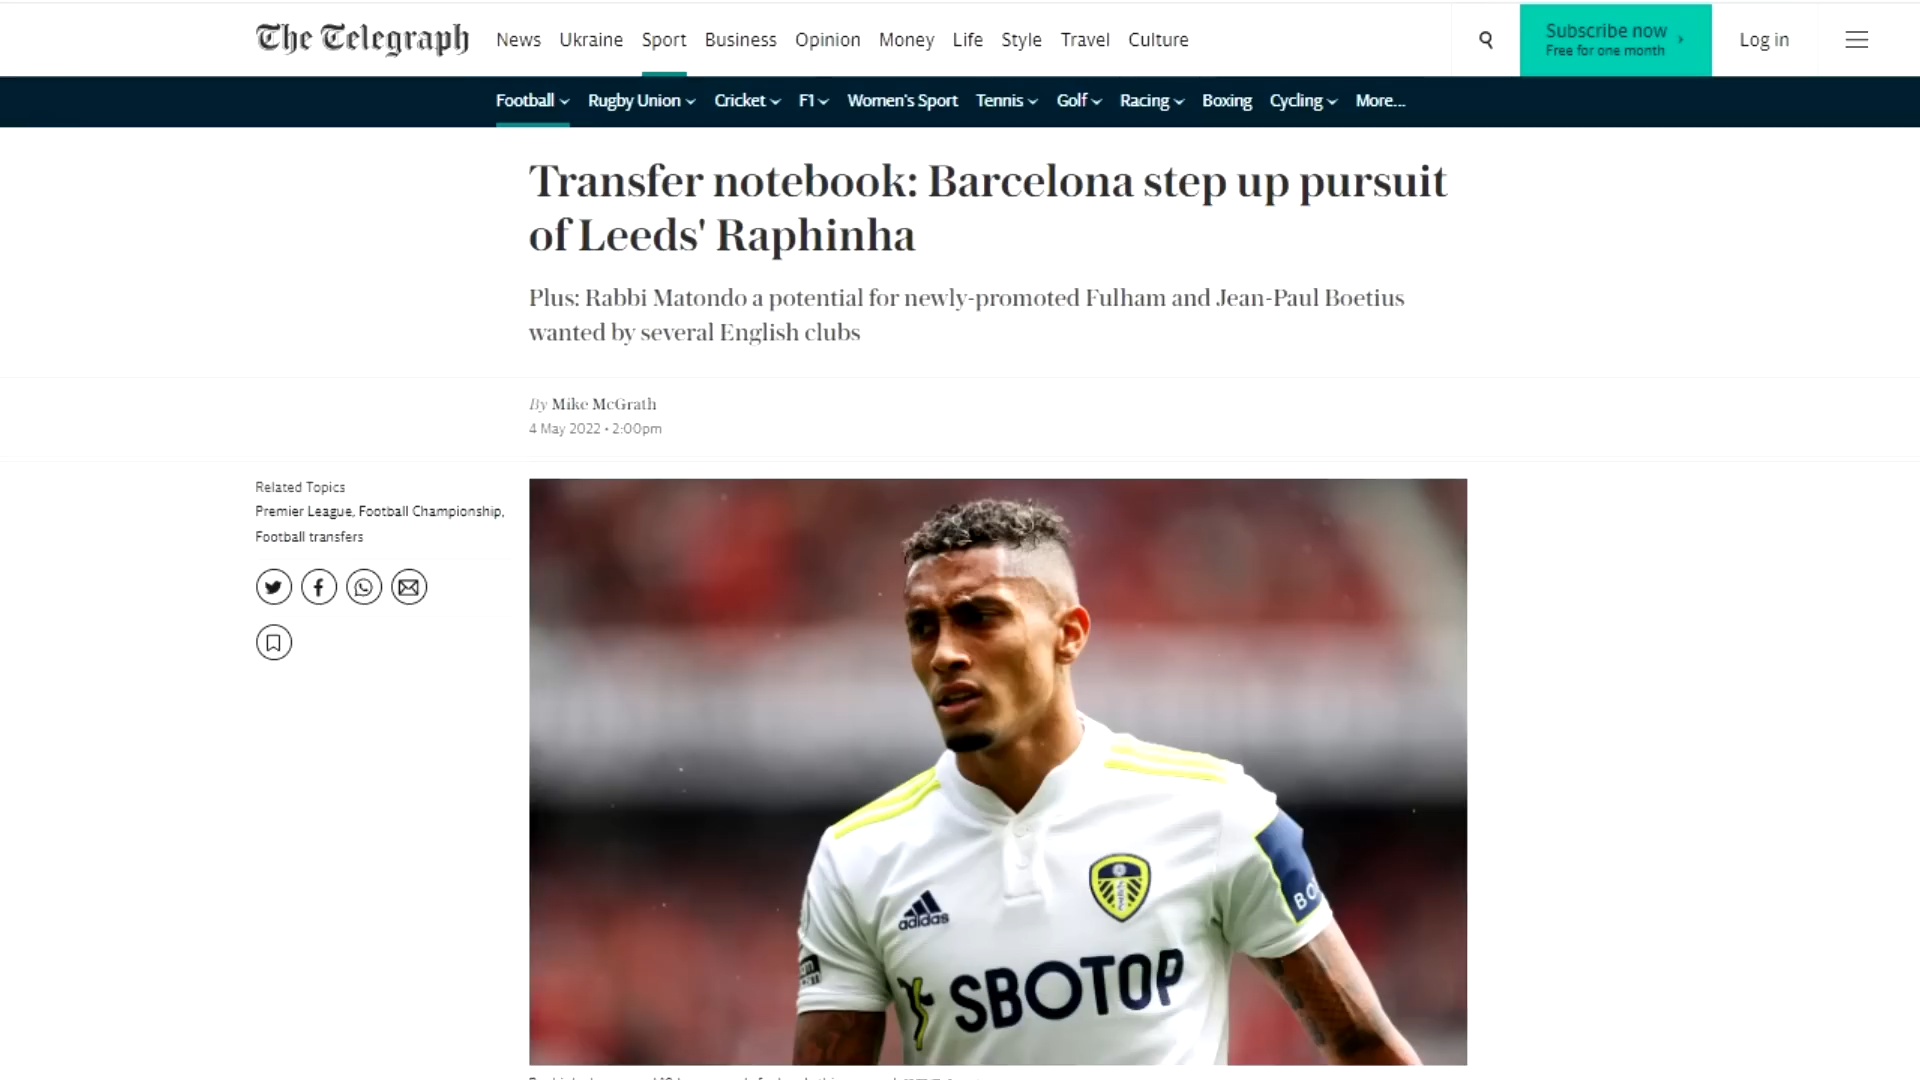 The Telegraph News Ukraine Sport Business Opinion Money Life Style Travel Culture Subscribe now Log in
Free for one month
Football Rugby Union Cricket F1 Women's Sport Tennis Golf Racing Boxing Cycling More...
Transfer notebook: Barcelona step up pursuit
of Leeds' Raphinha
Plus: Rabbi Matondo a potential for newly-promoted Fulham and Jean-Paul Boetius
wanted by several English clubs
By Mike McGrath
4 May 2022 • 2:00pm
Related Topics
Premier League, Football Championship,
Football transfers
adidas
SBOTOP